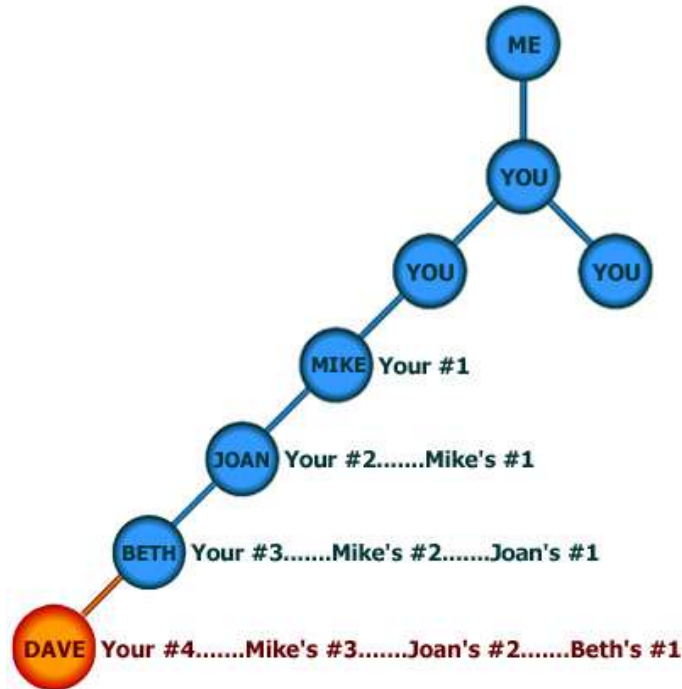 ME
YOU
YOU YOU
MIKE Your #1
JOAN Your #2.......Mike's #1
BETH Your #3.......Mike's #2.......Joan's #1
DAVE Your #4.......Mike's #3.......Joan's #2.......Beth's #1